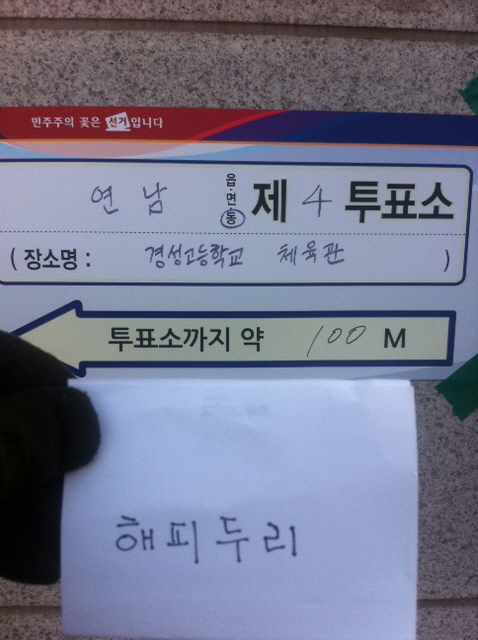 민주주의 꽃은 선거입니다
연남 읍·면·동 제 4 투표소
( 장소명 : 경성고등학교 체육관 )
투표소까지 약 100 M
해피두리